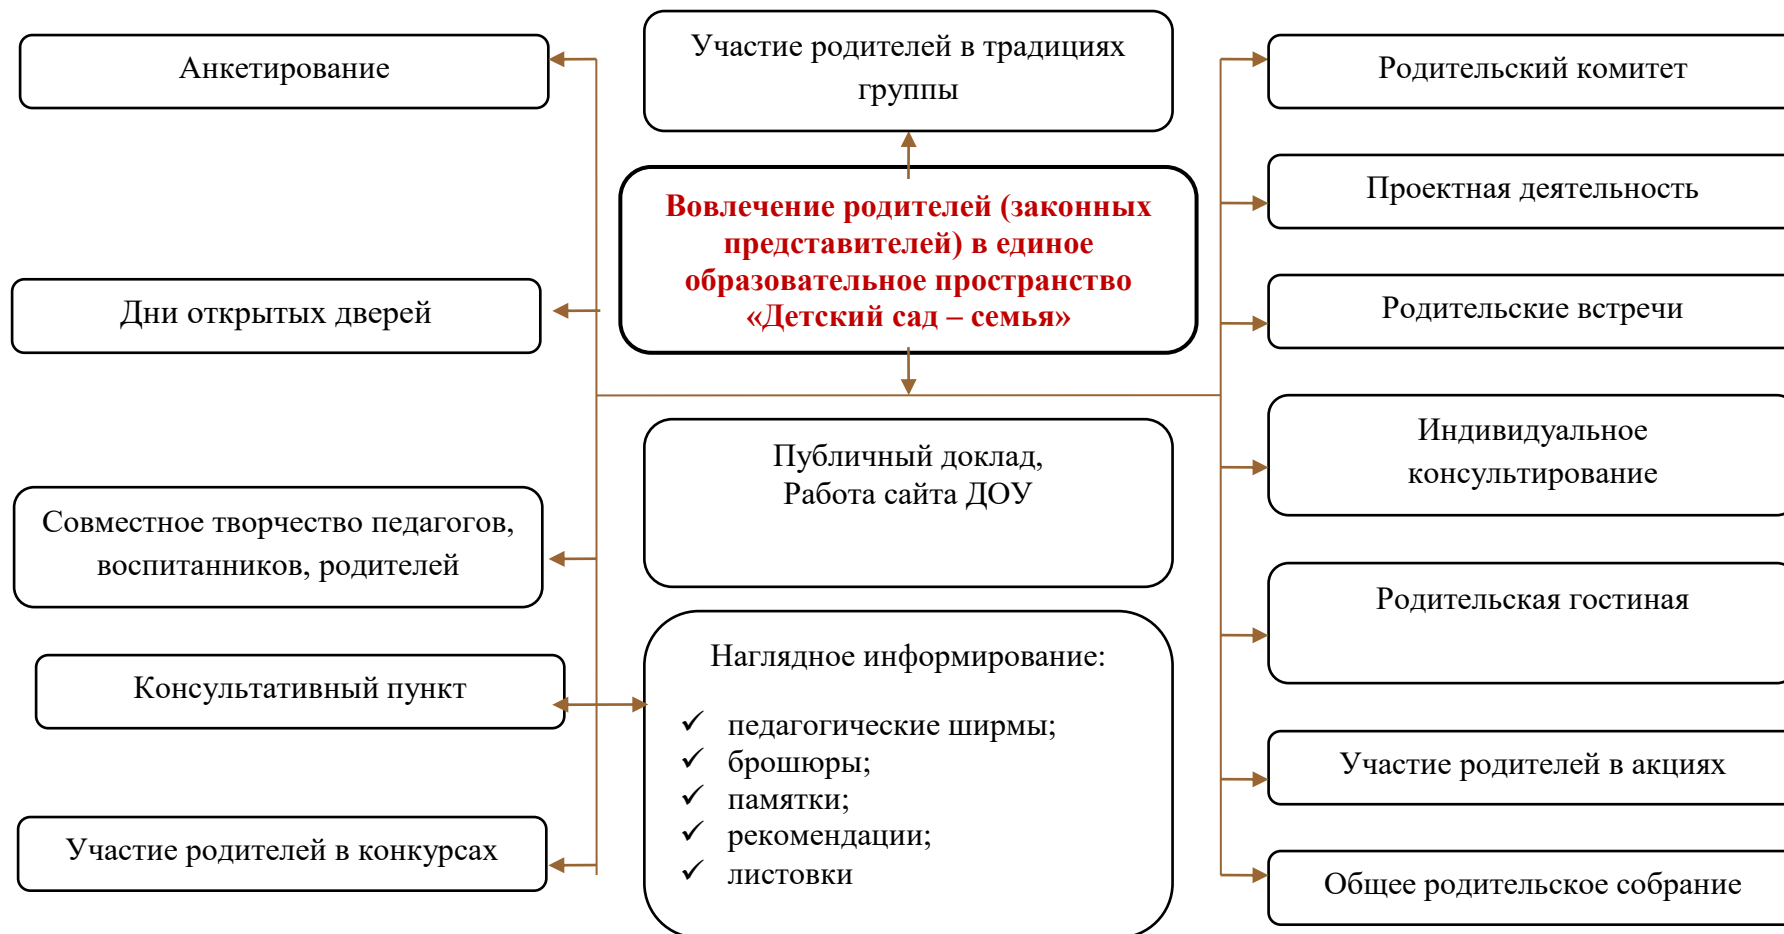 Анкетирование
Участие родителей в традициях
группы
Родительский комитет
Вовлечение родителей (законных
представителей) в единое
образовательное пространство
«Детский сад – семья»
Проектная деятельность
Дни открытых дверей
Родительские встречи
Публичный доклад,
Работа сайта ДОУ
Индивидуальное
консультирование
Совместное творчество педагогов,
воспитанников, родителей
Родительская гостиная
Консультативный пункт
Наглядное информирование:
✓ педагогические ширмы;
✓ брошюры;
✓ памятки;
✓ рекомендации;
✓ листовки
Участие родителей в акциях
Участие родителей в конкурсах
Общее родительское собрание